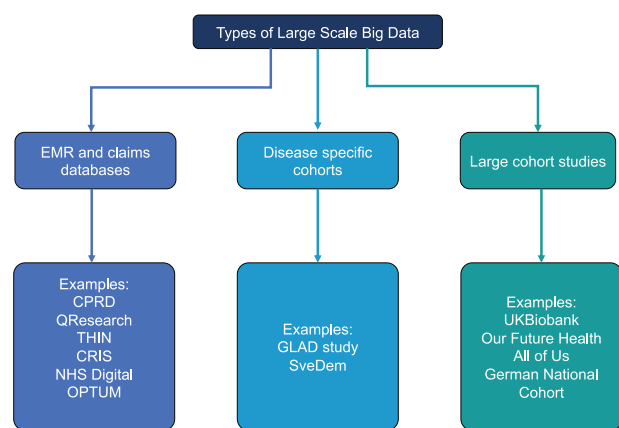 Types of Large Scale Big Data
EMR and claims
databases
Disease specific
cohorts
Large cohort studies
Examples:
CPRD
QResearch
THIN
CRIS
NHS Digital
OPTUM
Examples:
GLAD study
SveDem
Examples:
UKBiobank
Our Future Health
All of Us
German National
Cohort